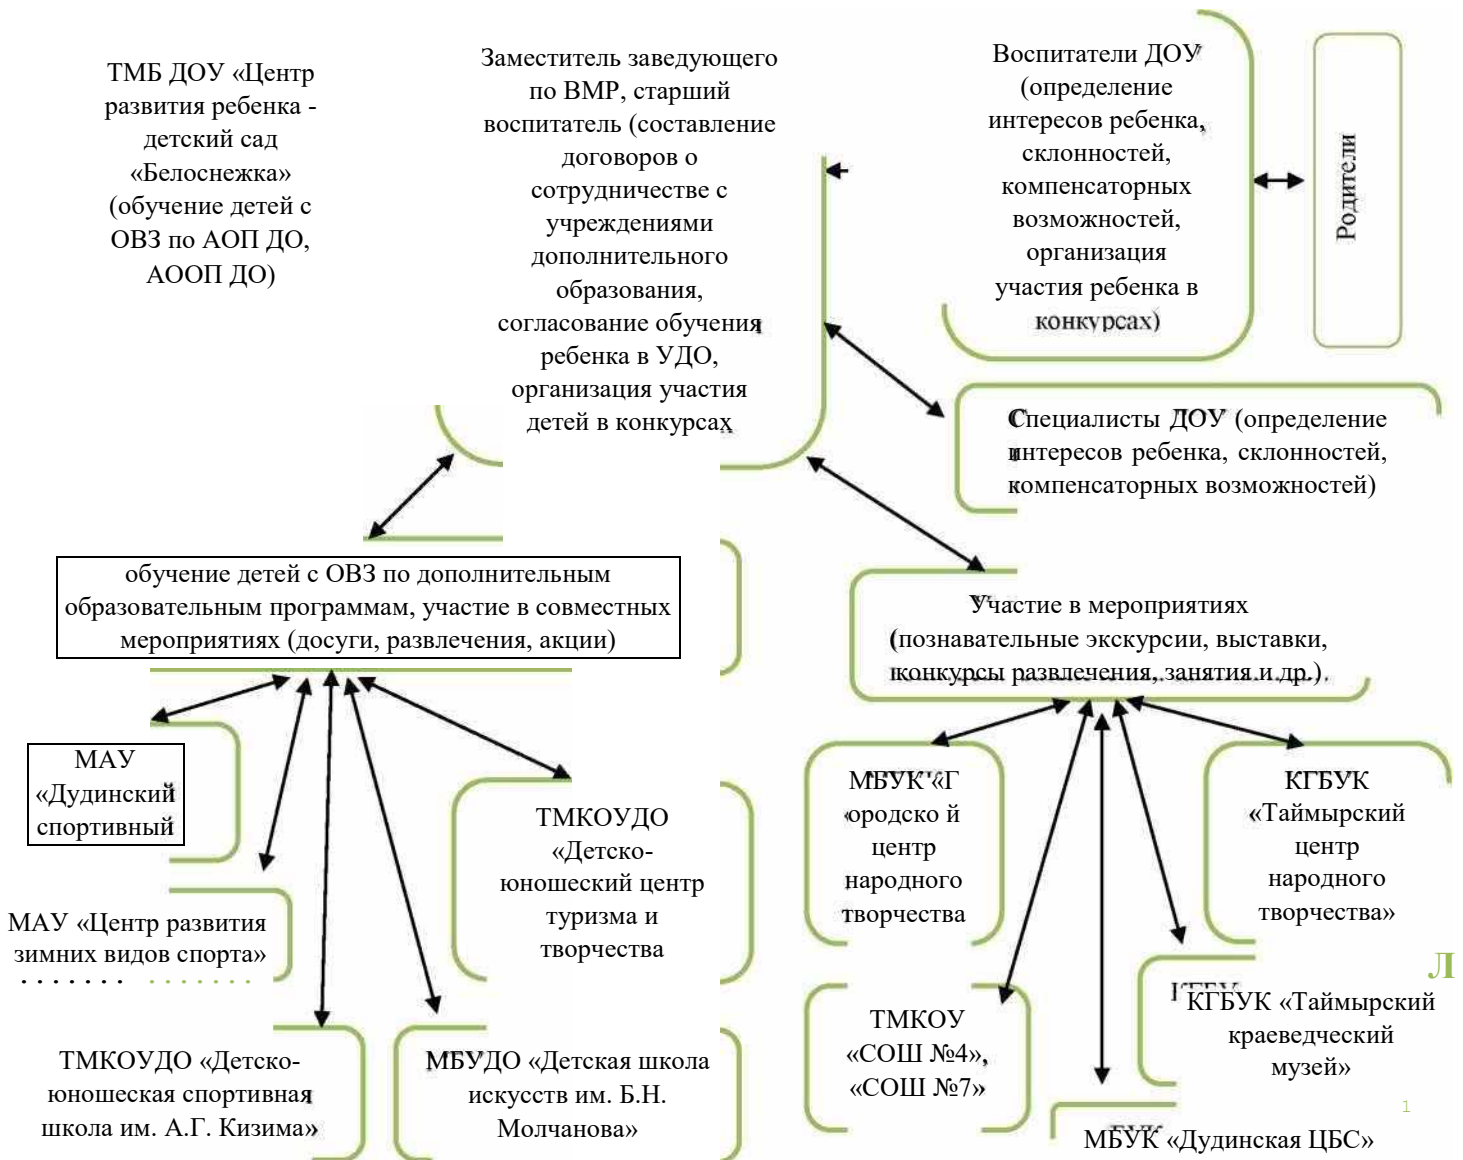 ТМБ ДОУ «Центр
развития ребенка -
детский сад
«Белоснежка»
(обучение детей с
ОВЗ по АОП ДО,
АООП ДО)
Заместитель заведующего
по ВМР, старший
воспитатель (составление
договоров о
сотрудничестве с
учреждениями
дополнительного
образования,
согласование обучения
ребенка в УДО,
организация участия
детей в конкурсах
Воспитатели ДОУ
(определение
интересов ребенка,
склонностей,
компенсаторных
возможностей,
организация
участия ребенка в
конкурсах)
Родители
Специалисты ДОУ (определение
интересов ребенка, склонностей,
компенсаторных возможностей)
обучение детей с ОВЗ по дополнительным
образовательным программам, участие в совместных
мероприятиях (досуги, развлечения, акции)
Участие в мероприятиях
(познавательные экскурсии, выставки,
конкурсы развлечения, занятия и др.).
МАУ
«Дудинский
спортивный
МАУ «Центр развития
зимних видов спорта»
ТМКОУДО
«Детско-
юношеский центр
туризма и
творчества
ТМКОУДО «Детско-
юношеская спортивная
школа им. А.Г. Кизима»
МБУДО «Детская школа
искусств им. Б.Н.
Молчанова»
МБУК «Г
ородско й
центр
народного
творчества
КГБУК
«Таймырский
центр
народного
творчества»
ТМКОУ
«СОШ №4»,
«СОШ №7»
Л
КГБУК «Таймырский
краеведческий
музей»
1
МБУК «Дудинская ЦБС»